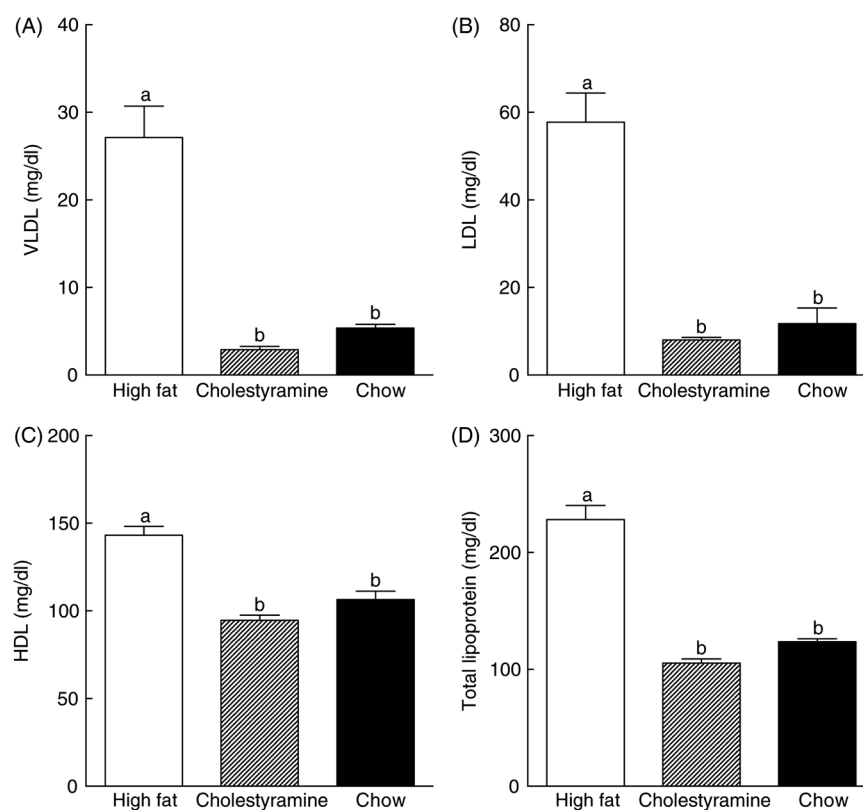 (A)
40
30
20
10
0
VLDL (mg/dl)
a
b
b
High fat Cholestyramine Chow
(B)
80
60
40
20
0
LDL (mg/dl)
a
b
b
High fat Cholestyramine Chow
(C)
200
150
100
50
0
HDL (mg/dl)
a
b
b
High fat Cholestyramine Chow
(D)
300
200
100
0
Total lipoprotein (mg/dl)
a
b
b
High fat Cholestyramine Chow